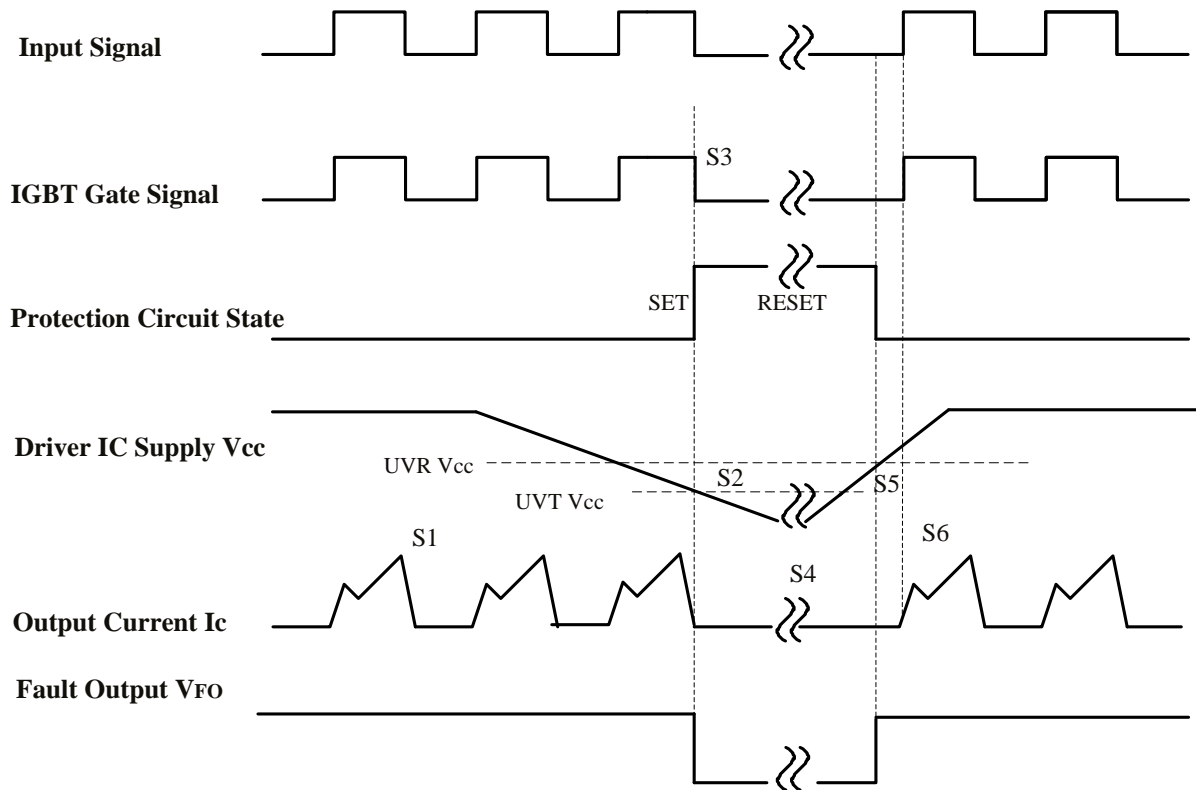 Input Signal
S3
IGBT Gate Signal
SET
RESET
Protection Circuit State
Driver IC Supply Vcc
UVR Vcc
S2
S5
UVT Vcc
S1
S6
S4
Output Current Ic
Fault Output VFO